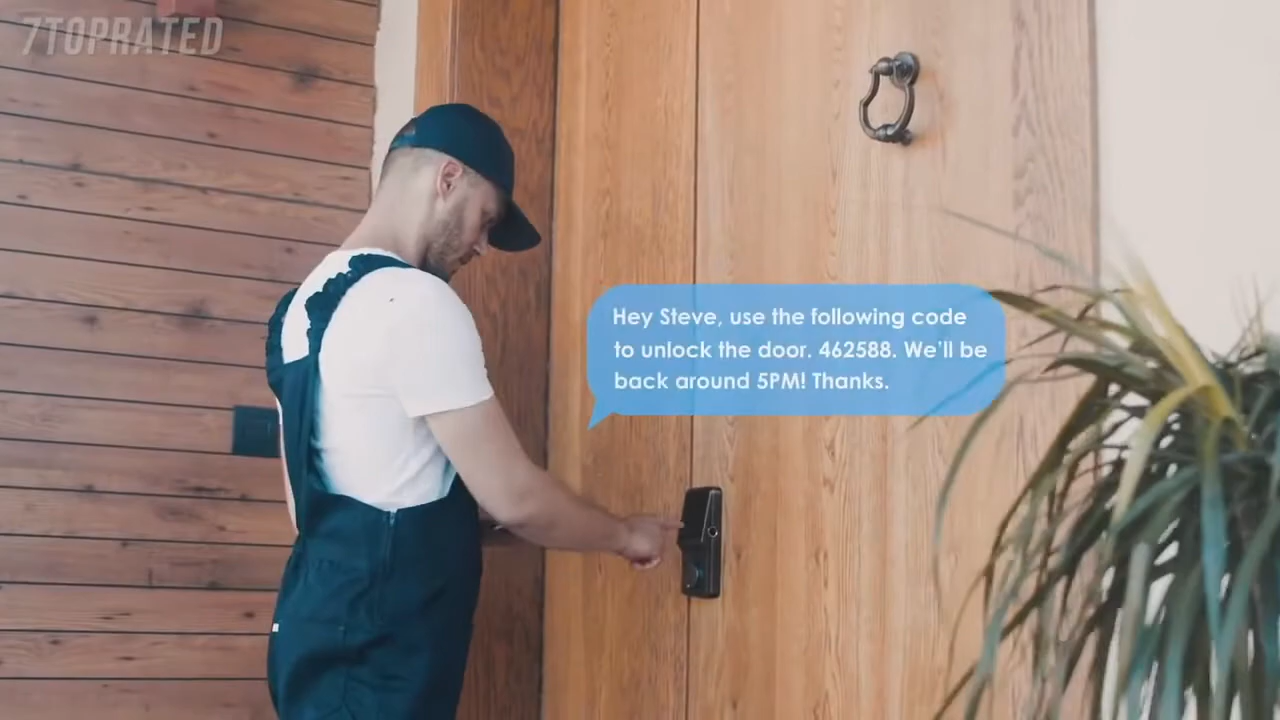 7TOPRATED
Hey Steve, use the following code
to unlock the door. 462588. We'll be
back around 5PM! Thanks.